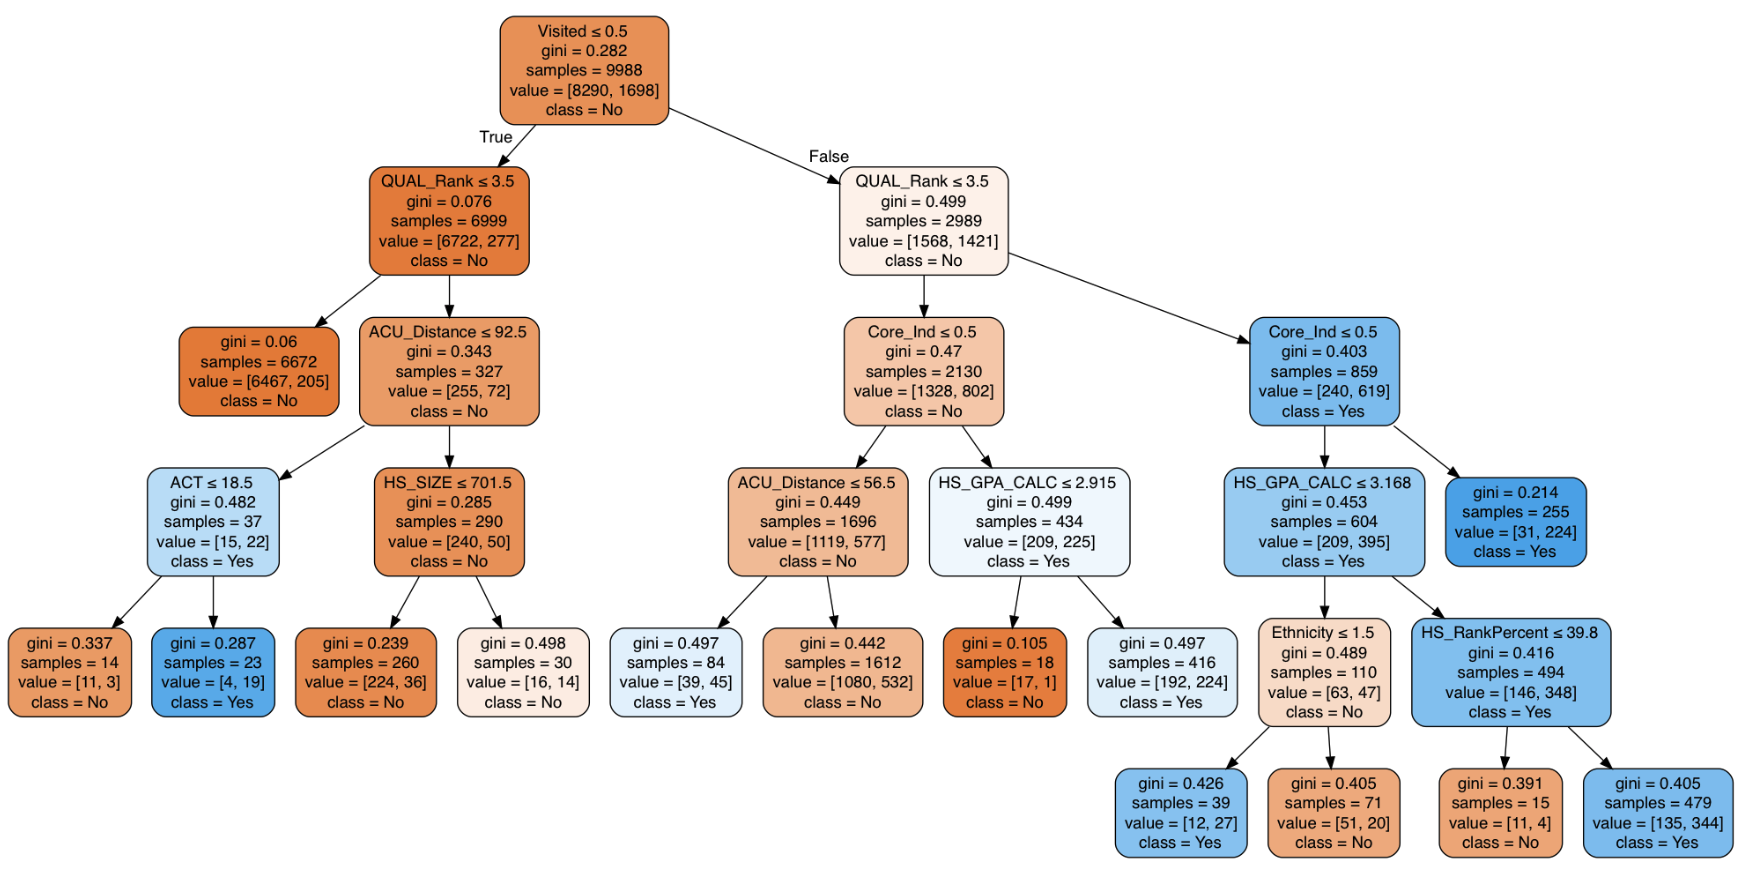 Visited ≤ 0.5
gini = 0.282
samples = 9988
value = [8290, 1698]
class = No
True
False
QUAL_Rank ≤ 3.5
gini = 0.076
samples = 6999
value = [6722, 277]
class = No
QUAL_Rank ≤ 3.5
gini = 0.499
samples = 2989
value = [1568, 1421]
class = No
gini = 0.06
samples = 6672
value = [6467, 205]
class = No
ACU_Distance ≤ 92.5
gini = 0.343
samples = 327
value = [255, 72]
class = No
Core_Ind ≤ 0.5
gini = 0.47
samples = 2130
value = [1328, 802]
class = No
Core_Ind ≤ 0.5
gini = 0.403
samples = 859
value = [240, 619]
class = Yes
ACT ≤ 18.5
gini = 0.482
samples = 37
value = [15, 22]
class = Yes
HS_SIZE ≤ 701.5
gini = 0.285
samples = 290
value = [240, 50]
class = No
ACU_Distance ≤ 56.5
gini = 0.449
samples = 1696
value = [1119, 577]
class = No
HS_GPA_CALC ≤ 2.915
gini = 0.499
samples = 434
value = [209, 225]
class = Yes
HS_GPA_CALC ≤ 3.168
gini = 0.453
samples = 604
value = [209, 395]
class = Yes
gini = 0.214
samples = 255
value = [31, 224]
class = Yes
gini = 0.337
samples = 14
value = [11, 3]
class = No
gini = 0.287
samples = 23
value = [4, 19]
class = Yes
gini = 0.239
samples = 260
value = [224, 36]
class = No
gini = 0.498
samples = 30
value = [16, 14]
class = No
gini = 0.497
samples = 84
value = [39, 45]
class = Yes
gini = 0.442
samples = 1612
value = [1080, 532]
class = No
gini = 0.105
samples = 18
value = [17, 1]
class = No
gini = 0.497
samples = 416
value = [192, 224]
class = Yes
Ethnicity ≤ 1.5
gini = 0.489
samples = 110
value = [63, 47]
class = No
HS_RankPercent ≤ 39.8
gini = 0.416
samples = 494
value = [146, 348]
class = Yes
gini = 0.426
samples = 39
value = [12, 27]
class = Yes
gini = 0.405
samples = 71
value = [51, 20]
class = No
gini = 0.391
samples = 15
value = [11, 4]
class = No
gini = 0.405
samples = 479
value = [135, 344]
class = Yes